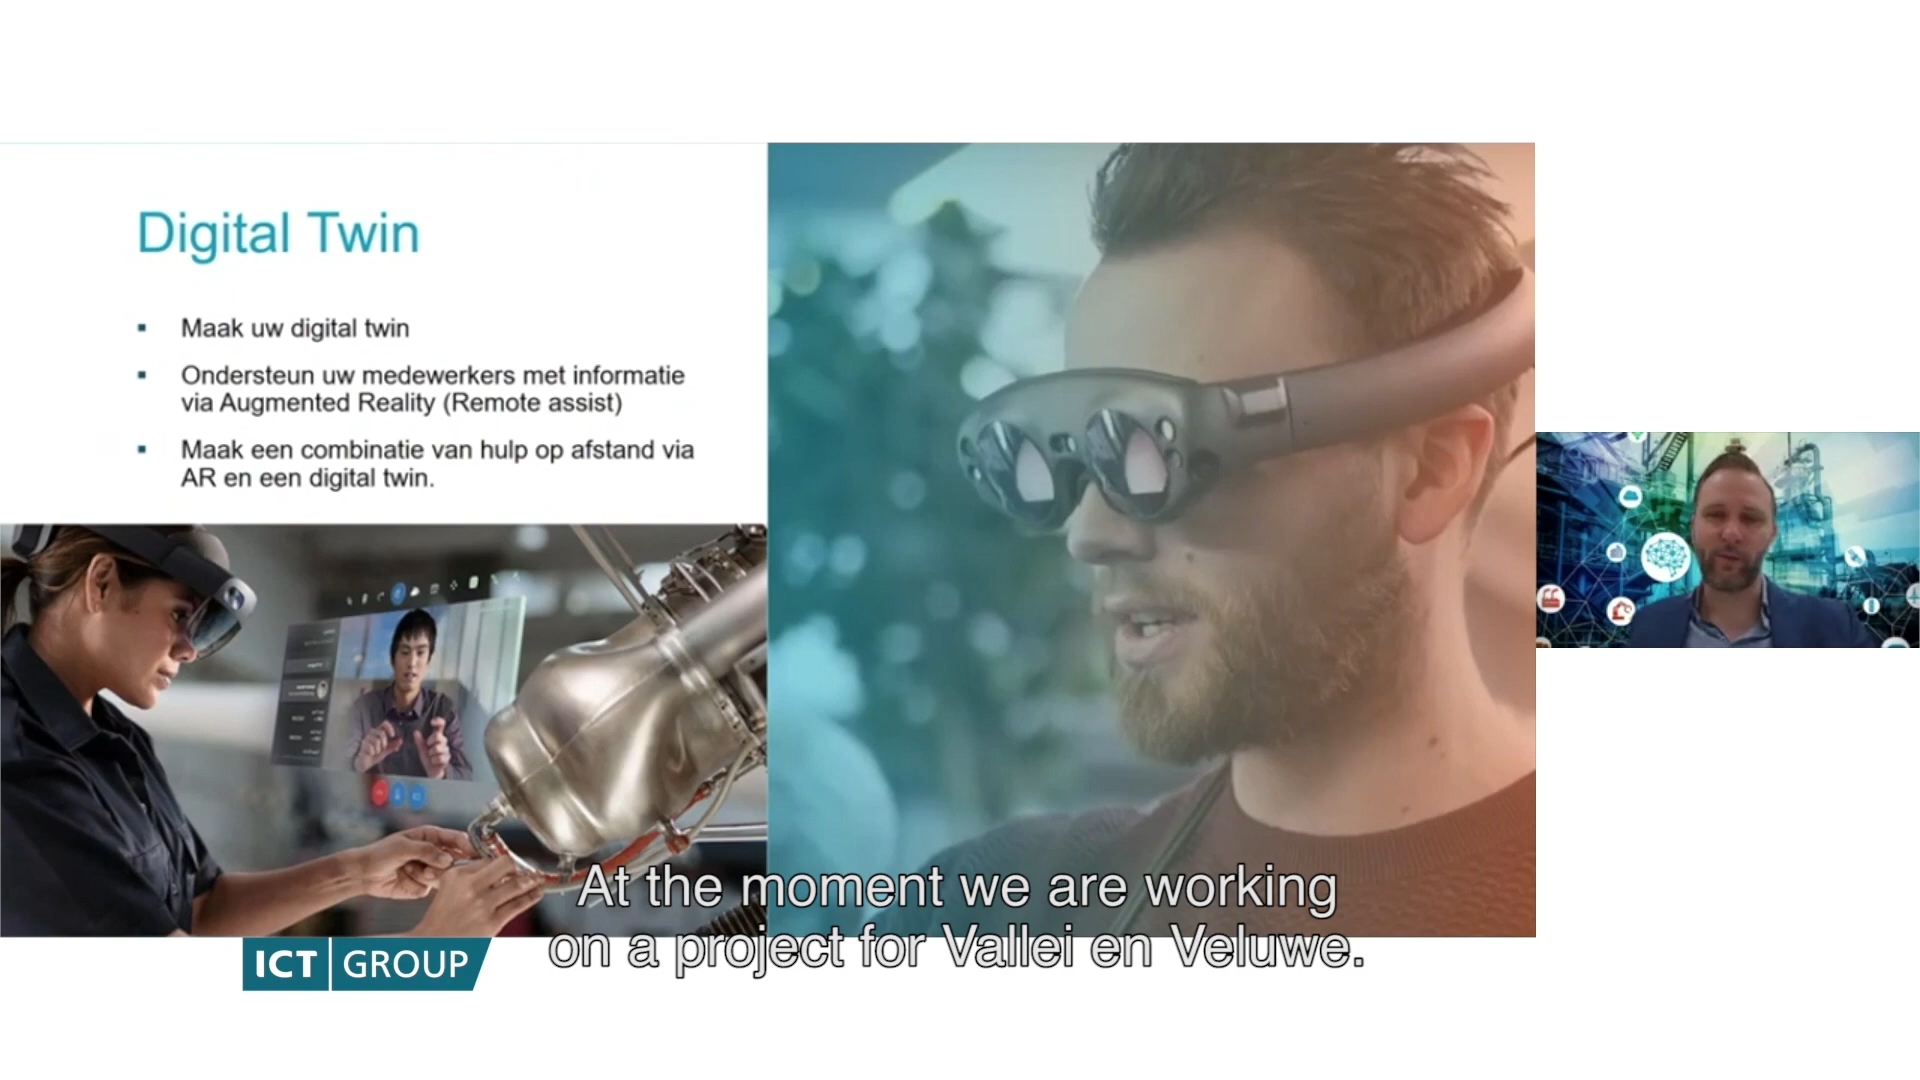 Digital Twin
▪ Maak uw digital twin
▪ Ondersteun uw medewerkers met informatie
via Augmented Reality (Remote assist)
▪ Maak een combinatie van hulp op afstand via
AR en een digital twin.
At the moment we are working
on a project for Vallei en Veluwe.
ICT GROUP